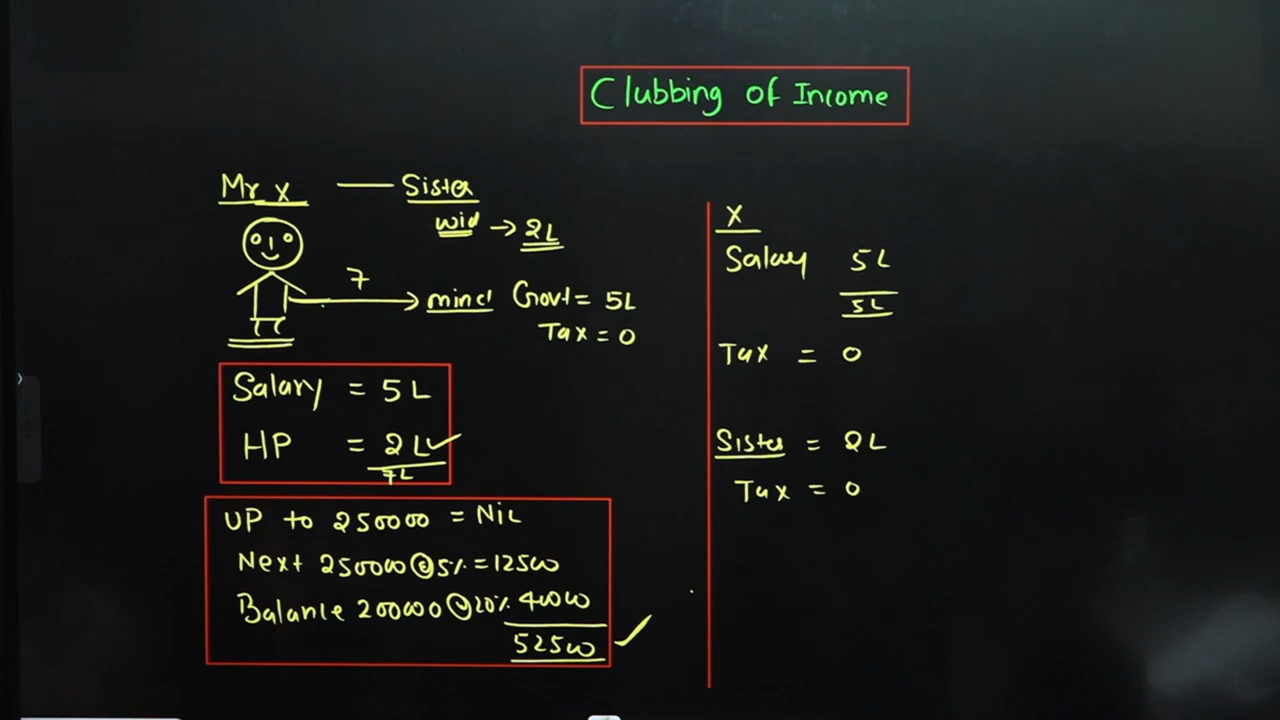 Clubbing of Income
Mr X — Sister
wid → 2L
7
mind Govt = 5L
Tax = 0
Salary = 5L
HP = 2L
7L
UP to 250000 = NiL
Next 250000 @ 5% = 12500
Balance 200000 @ 20% 40000
52500
X
Salary 5L
5L
Tax = 0
Sister = 2L
Tax = 0